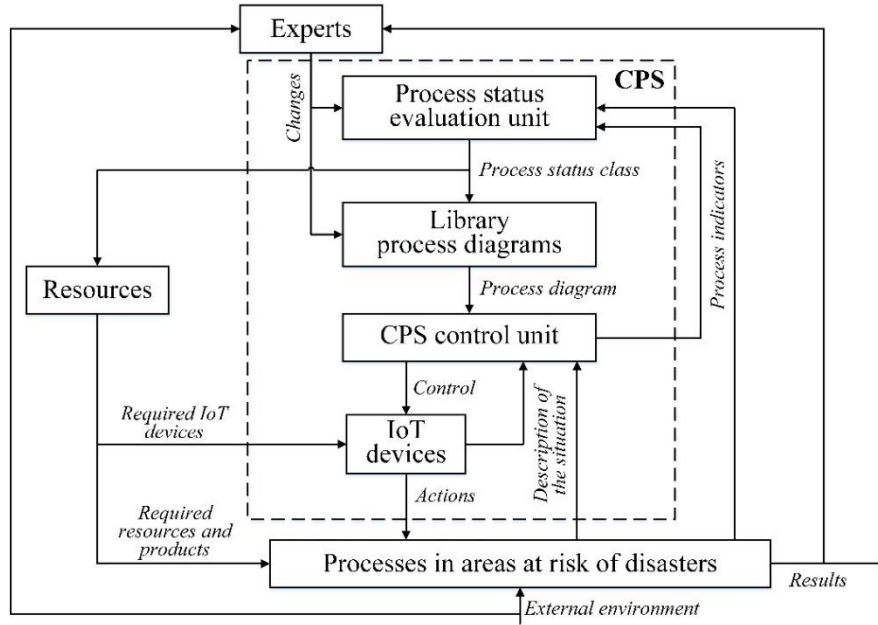 Experts
CPS
Changes
Process status
evaluation unit
Process status class
Library
process diagrams
Process indicators
Resources
Process diagram
CPS control unit
Control
Required IoT
devices
IoT
devices
Description of
the situation
Actions
Required
resources and
products
Processes in areas at risk of disasters
Results
External environment